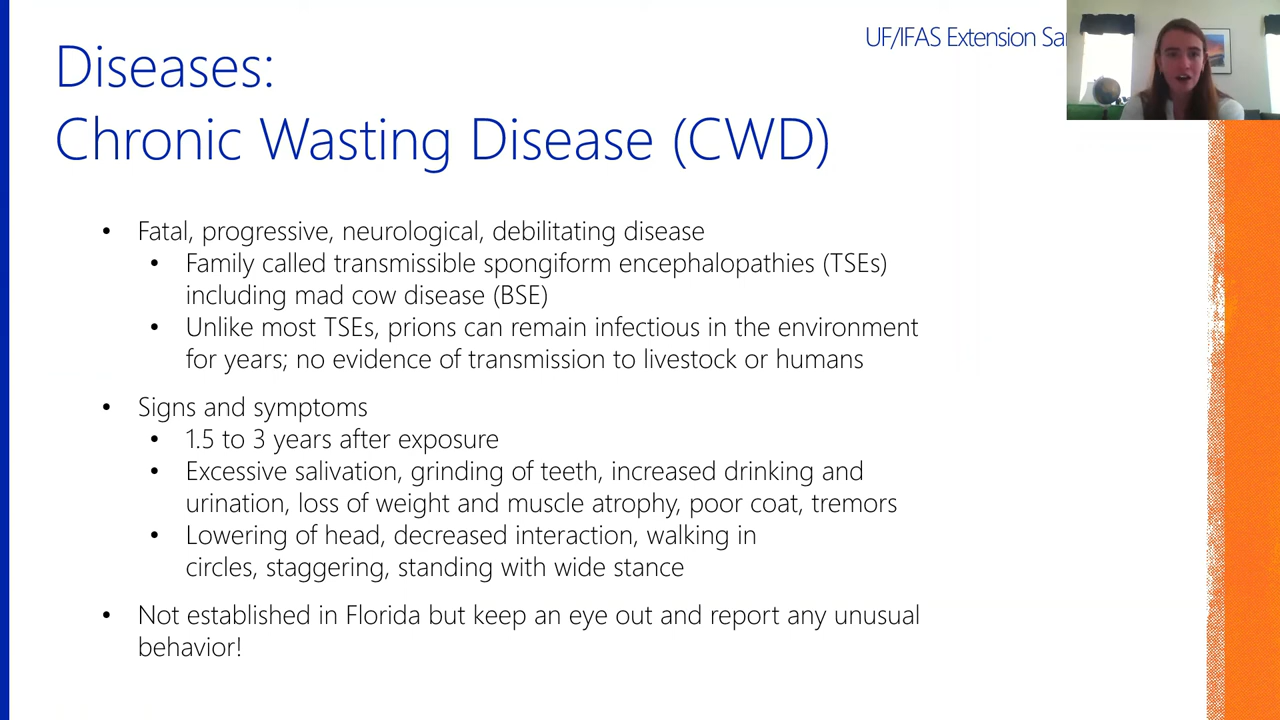 UF/IFAS Extension
Diseases:
Chronic Wasting Disease (CWD)
• Fatal, progressive, neurological, debilitating disease
• Family called transmissible spongiform encephalopathies (TSEs)
including mad cow disease (BSE)
• Unlike most TSEs, prions can remain infectious in the environment
for years; no evidence of transmission to livestock or humans
• Signs and symptoms
• 1.5 to 3 years after exposure
• Excessive salivation, grinding of teeth, increased drinking and
urination, loss of weight and muscle atrophy, poor coat, tremors
• Lowering of head, decreased interaction, walking in
circles, staggering, standing with wide stance
• Not established in Florida but keep an eye out and report any unusual
behavior!